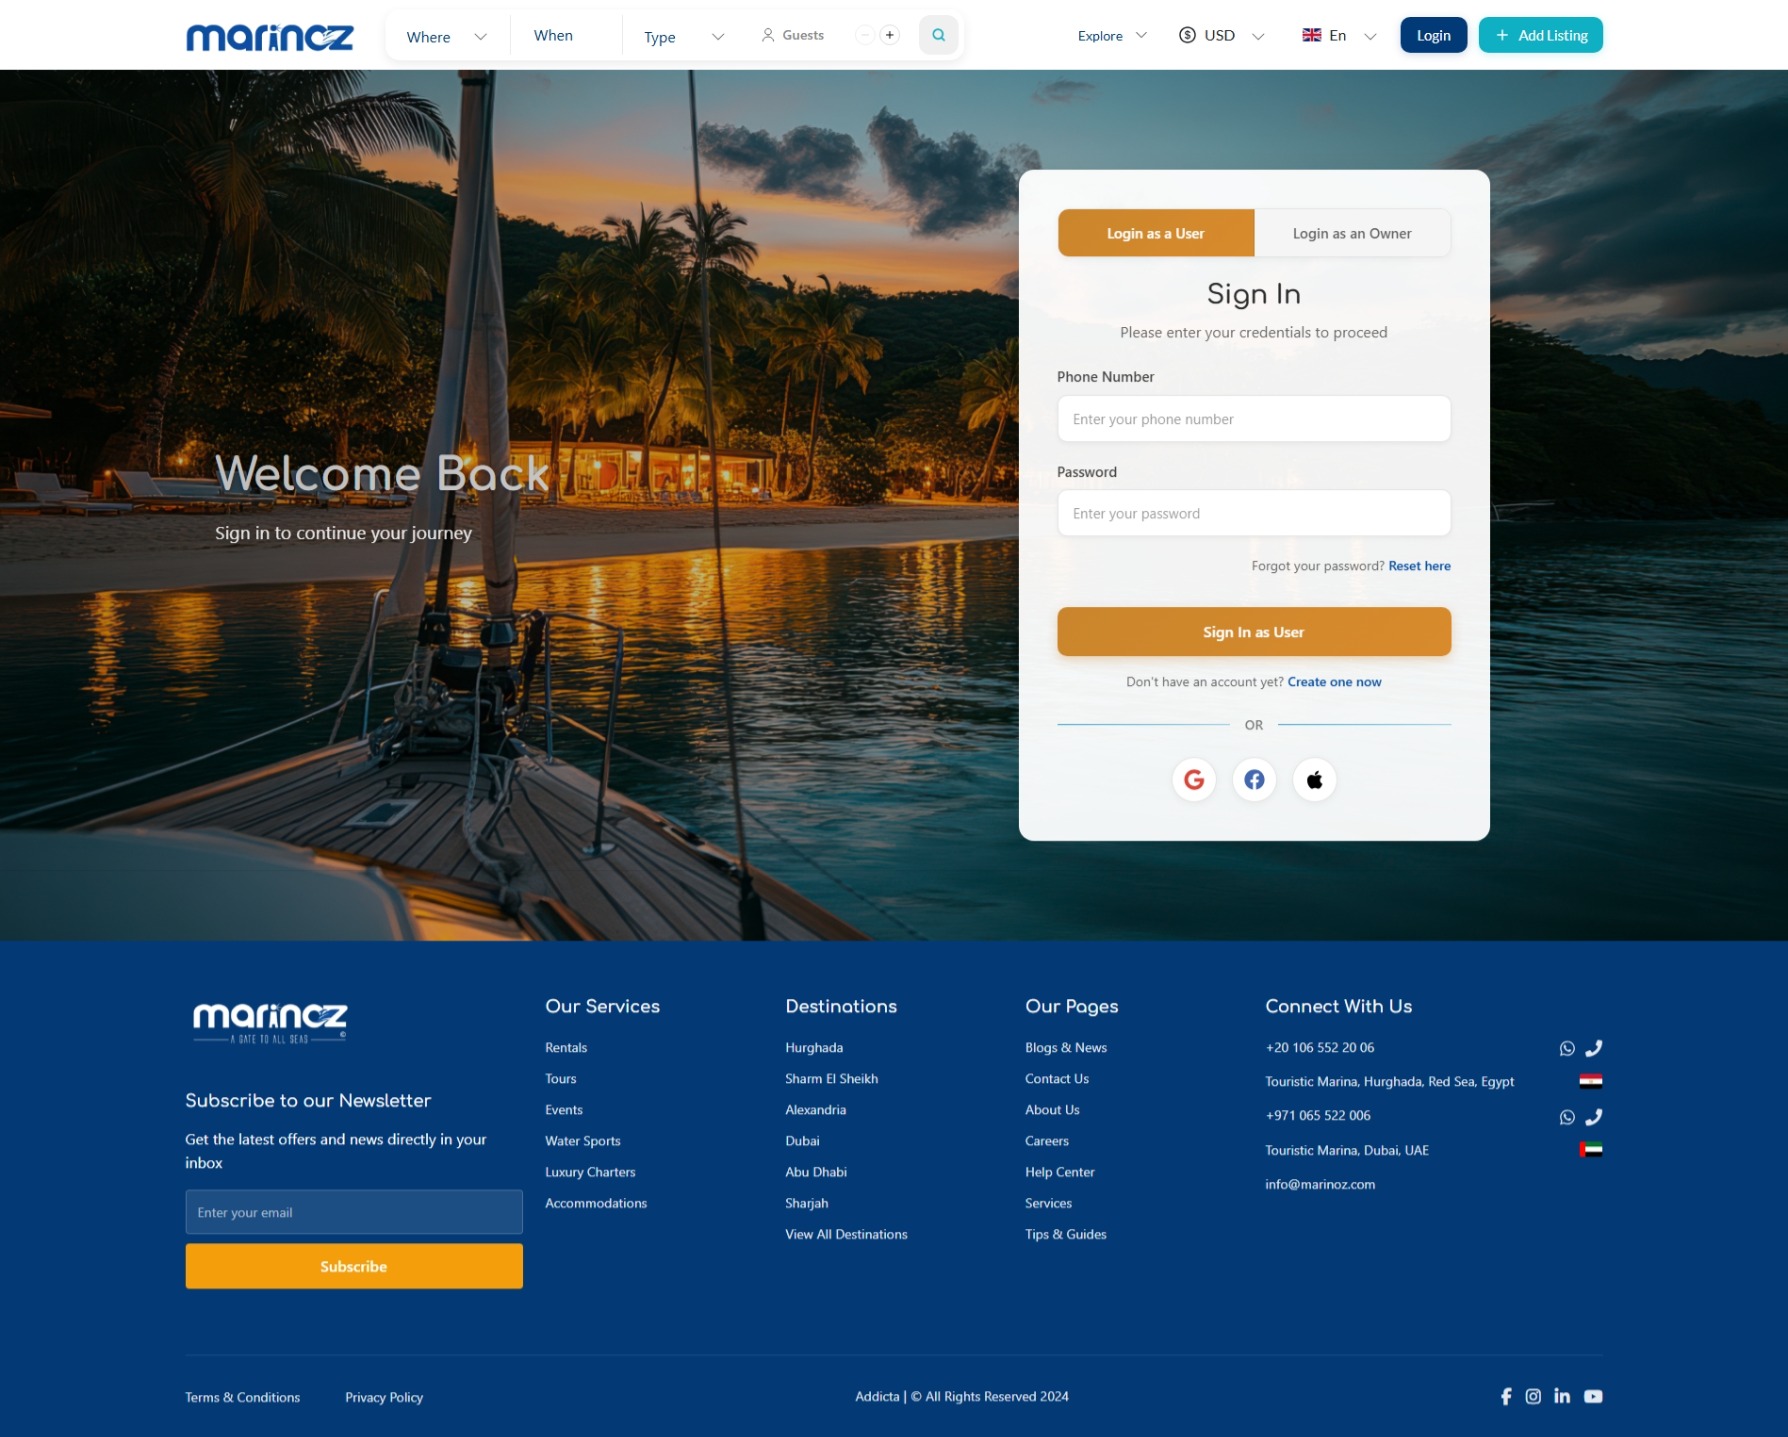 marinoz
Where
When
Type
Guests
Explore
USD
En
Login
Add Listing
Login as a User
Login as an Owner
Sign In
Please enter your credentials to proceed
Phone Number
Enter your phone number
Password
Enter your password
Forgot your password? Reset here
Sign In as User
Don't have an account yet? Create one now
OR
Welcome Back
Sign in to continue your journey
marinoz
A GATE TO ALL SEAS
Subscribe to our Newsletter
Get the latest offers and news directly in your
inbox
Enter your email
Subscribe
Our Services
Rentals
Tours
Events
Water Sports
Luxury Charters
Accommodations
Destinations
Hurghada
Sharm El Sheikh
Alexandria
Dubai
Abu Dhabi
Sharjah
View All Destinations
Our Pages
Blogs & News
Contact Us
About Us
Careers
Help Center
Services
Tips & Guides
Connect With Us
+20 106 552 20 06
Touristic Marina, Hurghada, Red Sea, Egypt
+971 065 522 006
Touristic Marina, Dubai, UAE
info@marinoz.com
Terms & Conditions
Privacy Policy
Addicta | © All Rights Reserved 2024